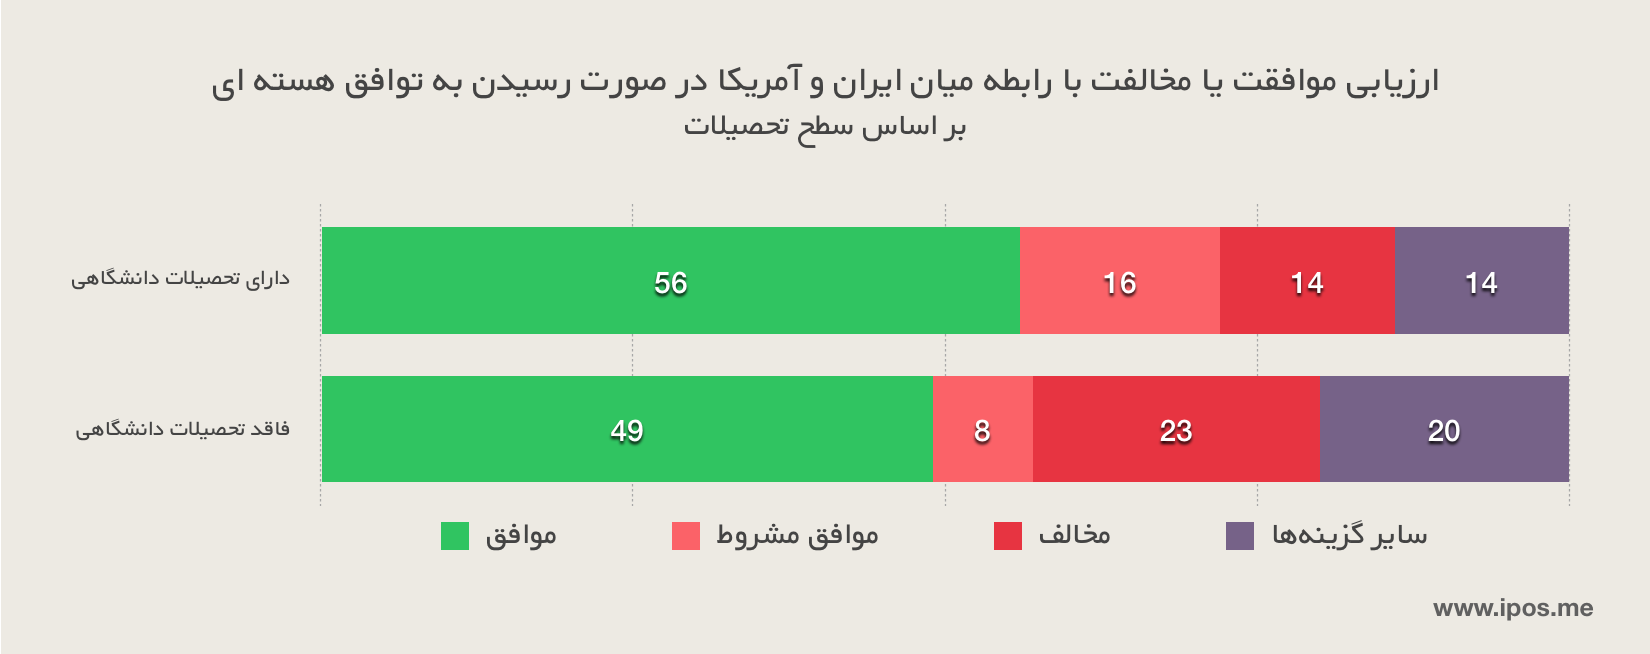 ارزیابی موافقت یا مخالفت با رابطه میان ایران و آمریکا در صورت رسیدن به توافق هسته ای
بر اساس سطح تحصیلات
دارای تحصیلات دانشگاهی
56 16 14 14
فاقد تحصیلات دانشگاهی
49 8 23 20
موافق
موافق مشروط
مخالف
سایر گزینه‌ها
www.ipos.me